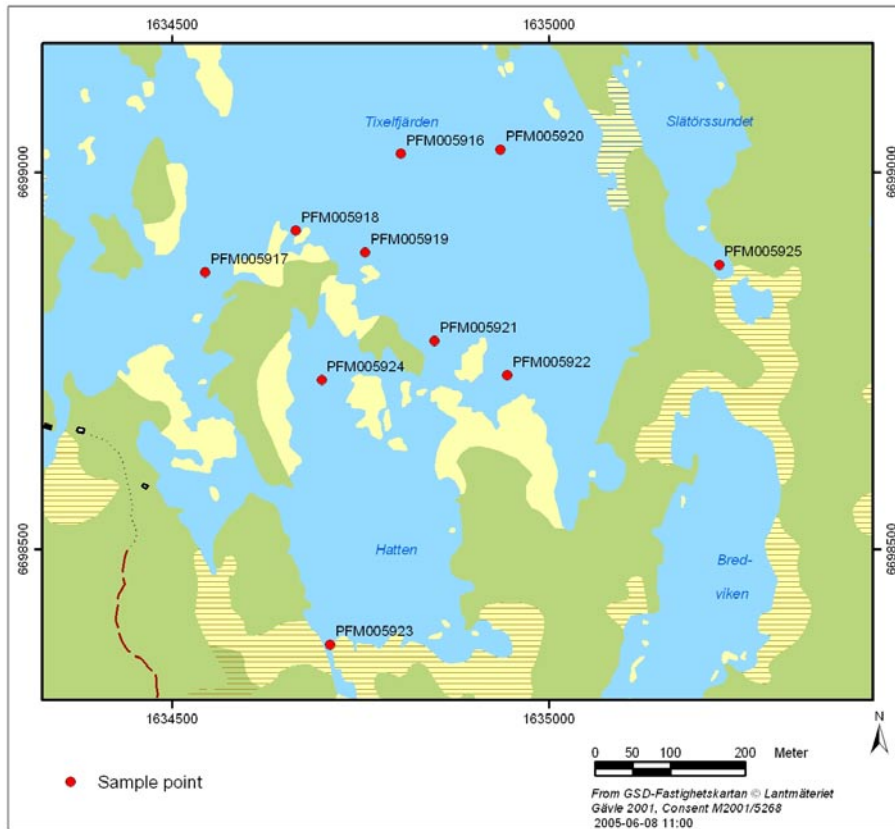 1634500
1635000
Tixelfjärden
Slätörssundet
PFM005916
PFM005920
6699000
6699000
PFM005918
PFM005919
PFM005917
PFM005925
PFM005921
PFM005924
PFM005922
6698500
6698500
Hatten
Bred-
viken
PFM005923
1634500
1635000
N
0 50 100 200 Meter
Sample point
From GSD-Fastighetskartan © Lantmäteriet
Gävle 2001, Consent M2001/5268
2005-06-08 11:00